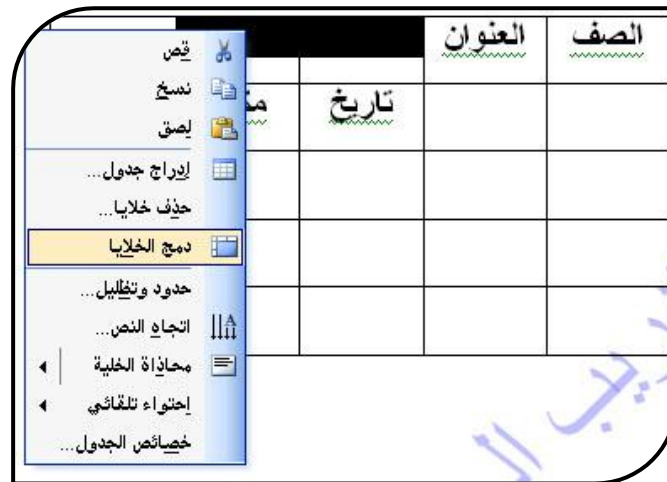 الصف العنوان
تاريخ
قص
نسخ
لصق
إدراج جدول...
حذف خلايا...
دمج الخلايا
حدود وتظليل...
اتجاه النص...
محاذاة الخلية
إحتواء تلقائي
خصائص الجدول...